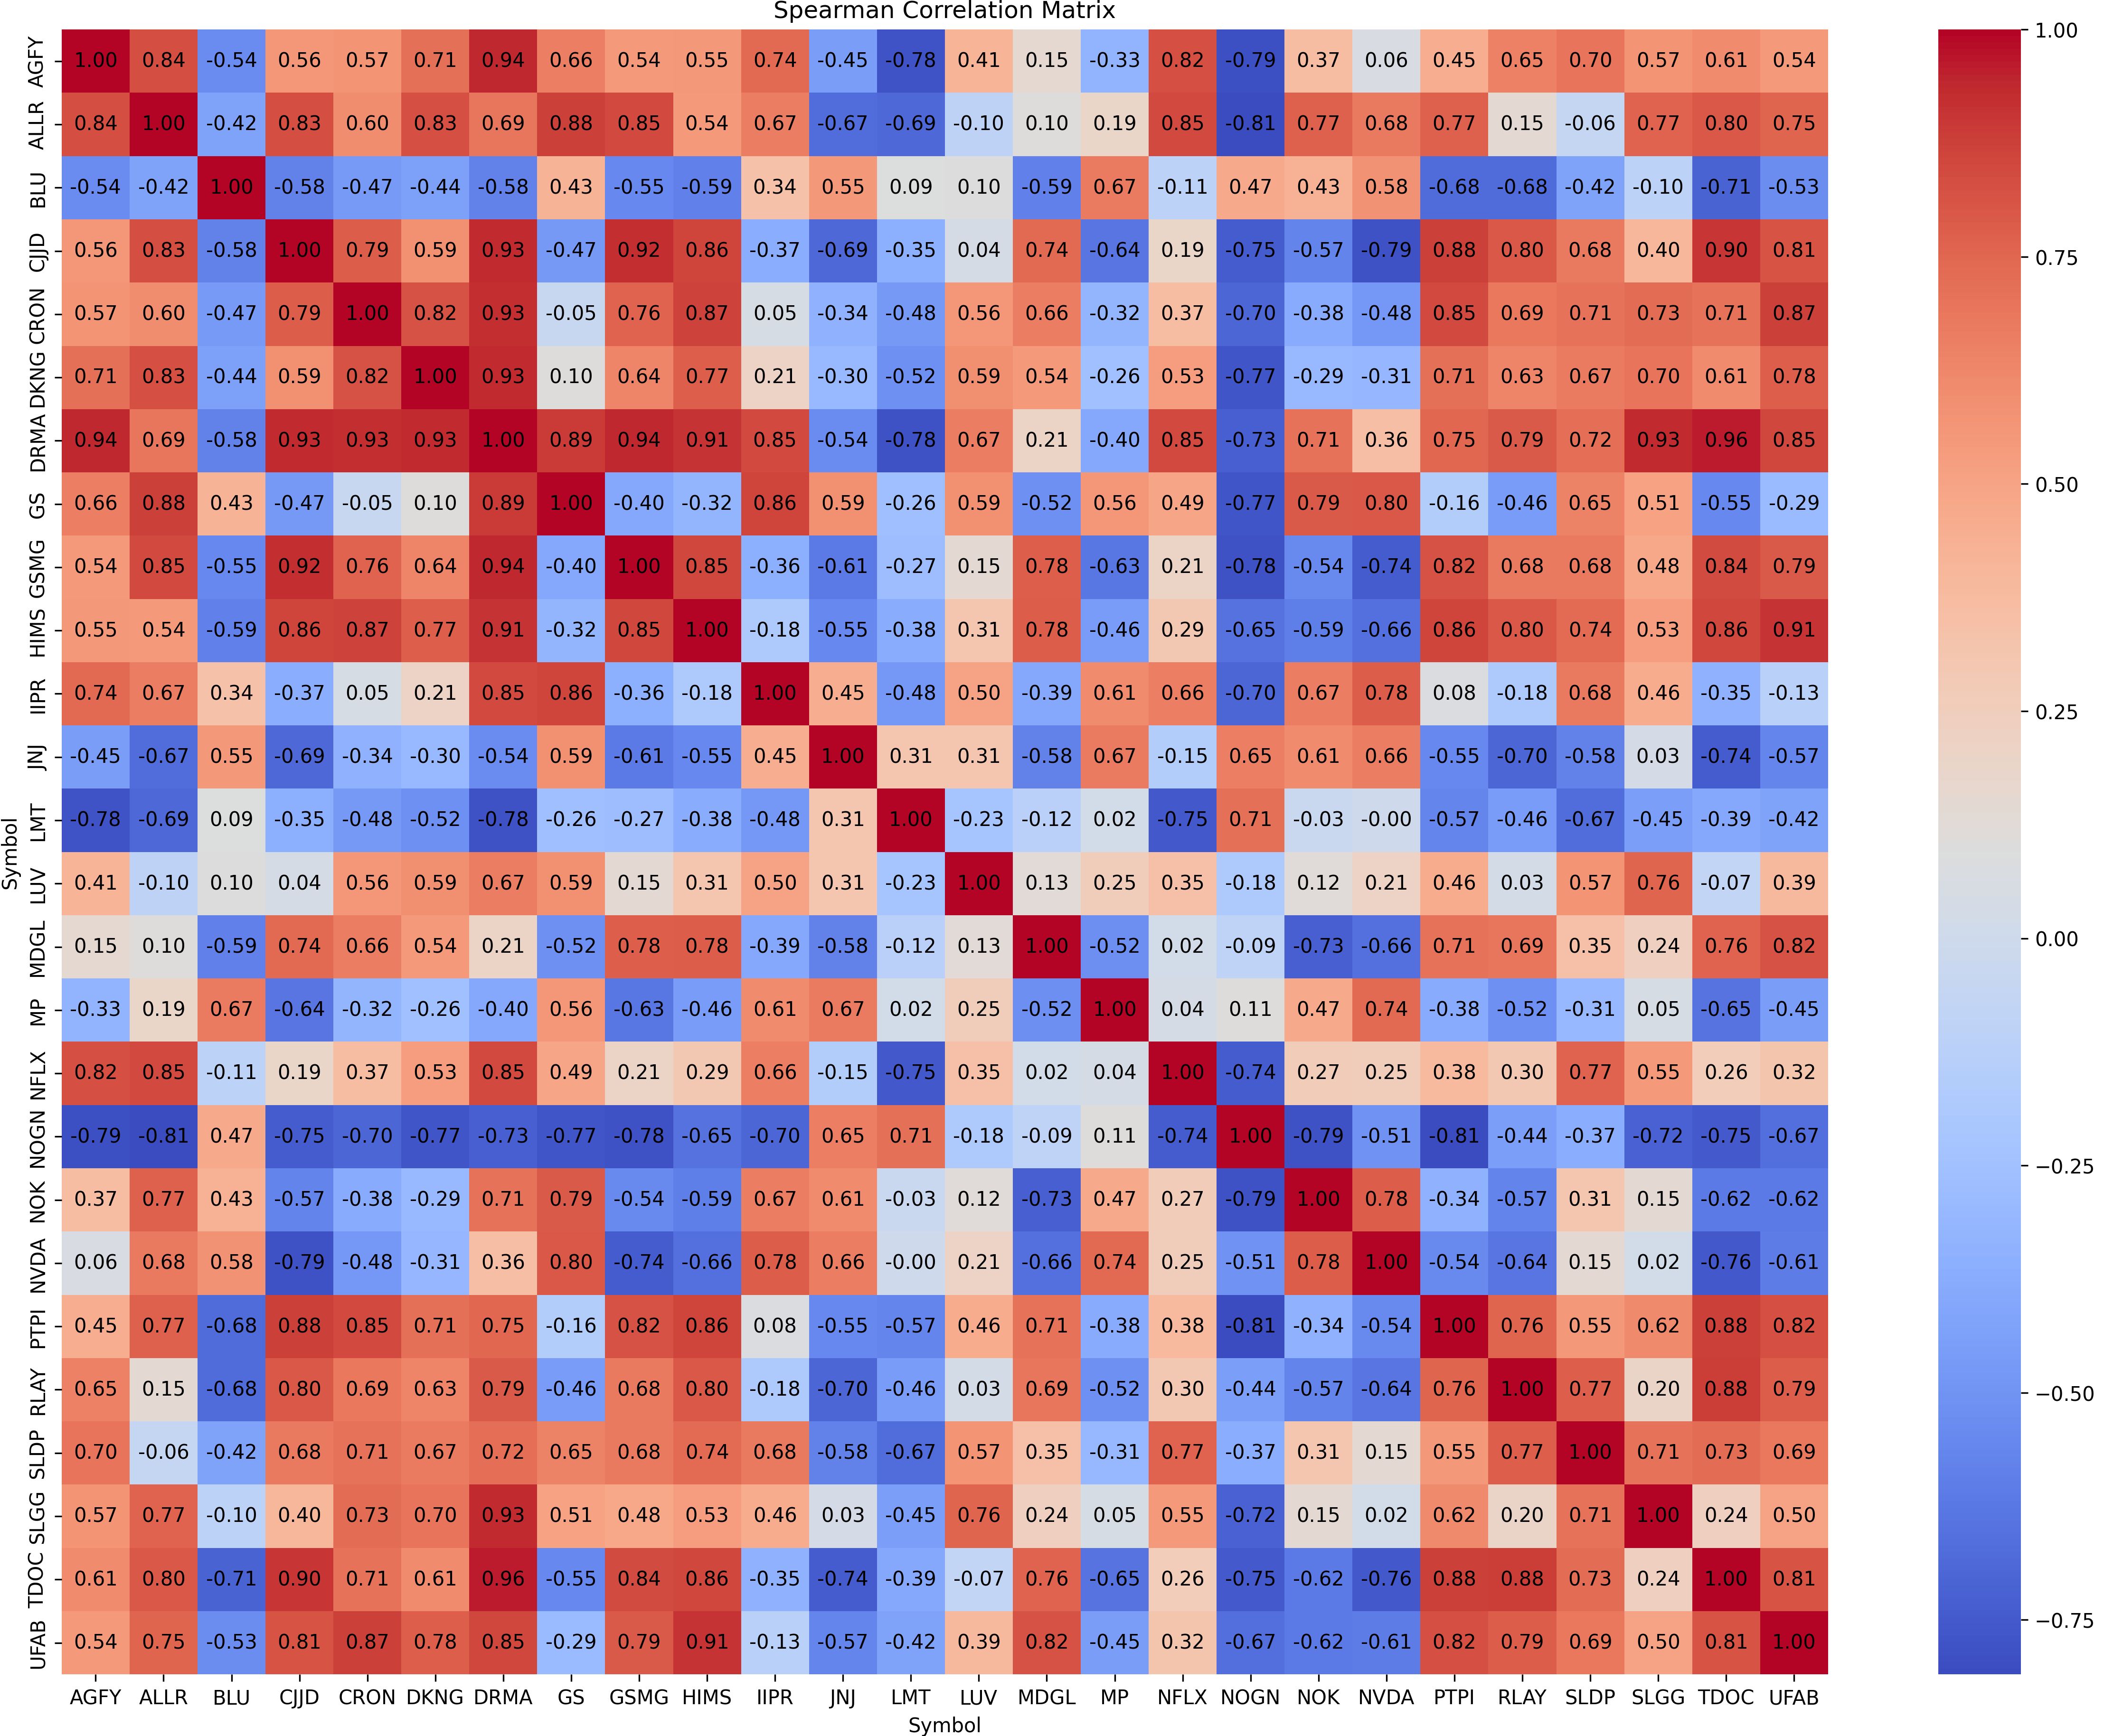 Spearman Correlation Matrix
AGFY 1.00 0.84 -0.54 0.56 0.57 0.71 0.94 0.66 0.54 0.55 0.74 -0.45 -0.78 0.41 0.15 -0.33 0.82 -0.79 0.37 0.06 0.45 0.65 0.70 0.57 0.61 0.54
ALLR 0.84 1.00 -0.42 0.83 0.60 0.83 0.69 0.88 0.85 0.54 0.67 -0.67 -0.69 -0.10 0.10 0.19 0.85 -0.81 0.77 0.68 0.77 0.15 -0.06 0.77 0.80 0.75
BLU -0.54 -0.42 1.00 -0.58 -0.47 -0.44 -0.58 0.43 -0.55 -0.59 0.34 0.55 0.09 0.10 -0.59 0.67 -0.11 0.47 0.43 0.58 -0.68 -0.68 -0.42 -0.10 -0.71 -0.53
CJJD 0.56 0.83 -0.58 1.00 0.79 0.59 0.93 -0.47 0.92 0.86 -0.37 -0.69 -0.35 0.04 0.74 -0.64 0.19 -0.75 -0.57 -0.79 0.88 0.80 0.68 0.40 0.90 0.81
CRON 0.57 0.60 -0.47 0.79 1.00 0.82 0.93 -0.05 0.76 0.87 0.05 -0.34 -0.48 0.56 0.66 -0.32 0.37 -0.70 -0.38 -0.48 0.85 0.69 0.71 0.73 0.71 0.87
DKNG 0.71 0.83 -0.44 0.59 0.82 1.00 0.93 0.10 0.64 0.77 0.21 -0.30 -0.52 0.59 0.54 -0.26 0.53 -0.77 -0.29 -0.31 0.71 0.63 0.67 0.70 0.61 0.78
DRMA 0.94 0.69 -0.58 0.93 0.93 0.93 1.00 0.89 0.94 0.91 0.85 -0.54 -0.78 0.67 0.21 -0.40 0.85 -0.73 0.71 0.36 0.75 0.79 0.72 0.93 0.96 0.85
GS 0.66 0.88 0.43 -0.47 -0.05 0.10 0.89 1.00 -0.40 -0.32 0.86 0.59 -0.26 0.59 -0.52 0.56 0.49 -0.77 0.79 0.80 -0.16 -0.46 0.65 0.51 -0.55 -0.29
GSMG 0.54 0.85 -0.55 0.92 0.76 0.64 0.94 -0.40 1.00 0.85 -0.36 -0.61 -0.27 0.15 0.78 -0.63 0.21 -0.78 -0.54 -0.74 0.82 0.68 0.68 0.48 0.84 0.79
HIMS 0.55 0.54 -0.59 0.86 0.87 0.77 0.91 -0.32 0.85 1.00 -0.18 -0.55 -0.38 0.31 0.78 -0.46 0.29 -0.65 -0.59 -0.66 0.86 0.80 0.74 0.53 0.86 0.91
IIPR 0.74 0.67 0.34 -0.37 0.05 0.21 0.85 0.86 -0.36 -0.18 1.00 0.45 -0.48 0.50 -0.39 0.61 0.66 -0.70 0.67 0.78 0.08 -0.18 0.68 0.46 -0.35 -0.13
JNJ -0.45 -0.67 0.55 -0.69 -0.34 -0.30 -0.54 0.59 -0.61 -0.55 0.45 1.00 0.31 0.31 -0.58 0.67 -0.15 0.65 0.61 0.66 -0.55 -0.70 -0.58 0.03 -0.74 -0.57
LMT -0.78 -0.69 0.09 -0.35 -0.48 -0.52 -0.78 -0.26 -0.27 -0.38 -0.48 0.31 1.00 -0.23 -0.12 0.02 -0.75 0.71 -0.03 -0.00 -0.57 -0.46 -0.67 -0.45 -0.39 -0.42
LUV 0.41 -0.10 0.10 0.04 0.56 0.59 0.67 0.59 0.15 0.31 0.50 0.31 -0.23 1.00 0.13 0.25 0.35 -0.18 0.12 0.21 0.46 0.03 0.57 0.76 -0.07 0.39
MDGL 0.15 0.10 -0.59 0.74 0.66 0.54 0.21 -0.52 0.78 0.78 -0.39 -0.58 -0.12 0.13 1.00 -0.52 0.02 -0.09 -0.73 -0.66 0.71 0.69 0.35 0.24 0.76 0.82
MP -0.33 0.19 0.67 -0.64 -0.32 -0.26 -0.40 0.56 -0.63 -0.46 0.61 0.67 0.02 0.25 -0.52 1.00 0.04 0.11 0.47 0.74 -0.38 -0.52 -0.31 0.05 -0.65 -0.45
NFLX 0.82 0.85 -0.11 0.19 0.37 0.53 0.85 0.49 0.21 0.29 0.66 -0.15 -0.75 0.35 0.02 0.04 1.00 -0.74 0.27 0.25 0.38 0.30 0.77 0.55 0.26 0.32
NOGN -0.79 -0.81 0.47 -0.75 -0.70 -0.77 -0.73 -0.77 -0.78 -0.65 -0.70 0.65 0.71 -0.18 -0.09 0.11 -0.74 1.00 -0.79 -0.51 -0.81 -0.44 -0.37 -0.72 -0.75 -0.67
NOK 0.37 0.77 0.43 -0.57 -0.38 -0.29 0.71 0.79 -0.54 -0.59 0.67 0.61 -0.03 0.12 -0.73 0.47 0.27 -0.79 1.00 0.78 -0.34 -0.57 0.31 0.15 -0.62 -0.62
NVDA 0.06 0.68 0.58 -0.79 -0.48 -0.31 0.36 0.80 -0.74 -0.66 0.78 0.66 -0.00 0.21 -0.66 0.74 0.25 -0.51 0.78 1.00 -0.54 -0.64 0.15 0.02 -0.76 -0.61
PTPI 0.45 0.77 -0.68 0.88 0.85 0.71 0.75 -0.16 0.82 0.86 0.08 -0.55 -0.57 0.46 0.71 -0.38 0.38 -0.81 -0.34 -0.54 1.00 0.76 0.55 0.62 0.88 0.82
RLAY 0.65 0.15 -0.68 0.80 0.69 0.63 0.79 -0.46 0.68 0.80 -0.18 -0.70 -0.46 0.03 0.69 -0.52 0.30 -0.44 -0.57 -0.64 0.76 1.00 0.77 0.20 0.88 0.79
SLDP 0.70 -0.06 -0.42 0.68 0.71 0.67 0.72 0.65 0.68 0.74 0.68 -0.58 -0.67 0.57 0.35 -0.31 0.77 -0.37 0.31 0.15 0.55 0.77 1.00 0.71 0.73 0.69
SLGG 0.57 0.77 -0.10 0.40 0.73 0.70 0.93 0.51 0.48 0.53 0.46 0.03 -0.45 0.76 0.24 0.05 0.55 -0.72 0.15 0.02 0.62 0.20 0.71 1.00 0.24 0.50
TDOC 0.61 0.80 -0.71 0.90 0.71 0.61 0.96 -0.55 0.84 0.86 -0.35 -0.74 -0.39 -0.07 0.76 -0.65 0.26 -0.75 -0.62 -0.76 0.88 0.88 0.73 0.24 1.00 0.81
UFAB 0.54 0.75 -0.53 0.81 0.87 0.78 0.85 -0.29 0.79 0.91 -0.13 -0.57 -0.42 0.39 0.82 -0.45 0.32 -0.67 -0.62 -0.61 0.82 0.79 0.69 0.50 0.81 1.00
AGFY ALLR BLU CJJD CRON DKNG DRMA GS GSMG HIMS IIPR JNJ LMT LUV MDGL MP NFLX NOGN NOK NVDA PTPI RLAY SLDP SLGG TDOC UFAB
Symbol
Symbol
1.00
0.75
0.50
0.25
0.00
−0.25
−0.50
−0.75